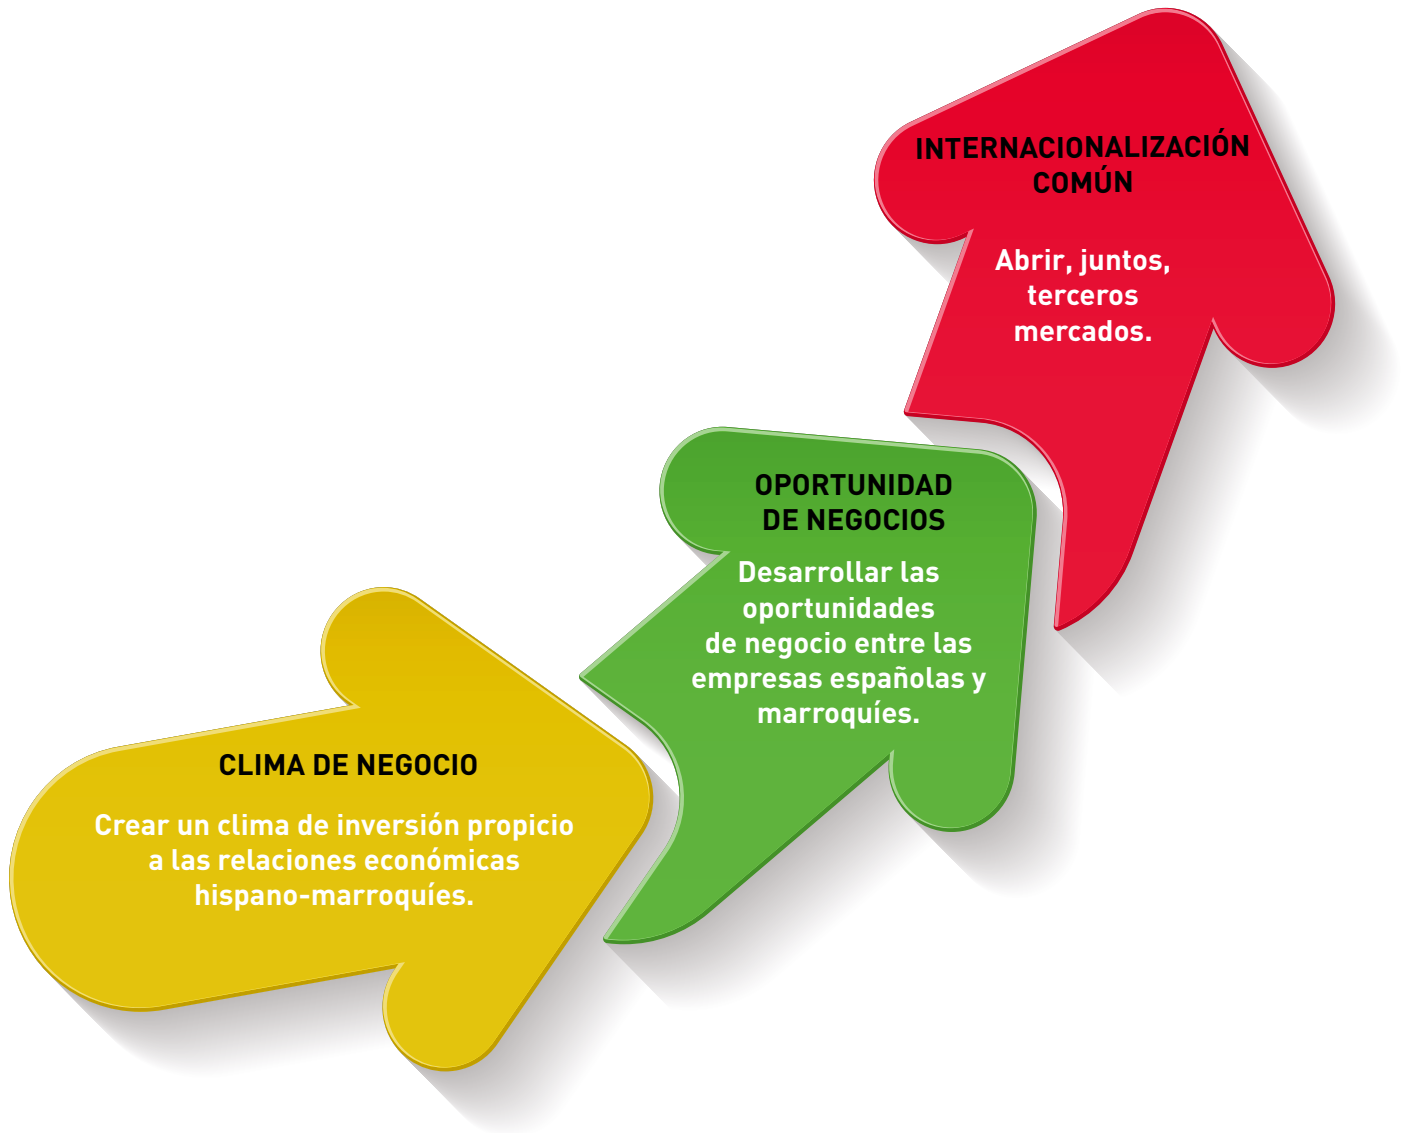 INTERNACIONALIZACIÓN
COMÚN
Abrir, juntos,
terceros
mercados.
OPORTUNIDAD
DE NEGOCIOS
Desarrollar las
oportunidades
de negocio entre las
empresas españolas y
marroquíes.
CLIMA DE NEGOCIO
Crear un clima de inversión propicio
a las relaciones económicas
hispano-marroquíes.